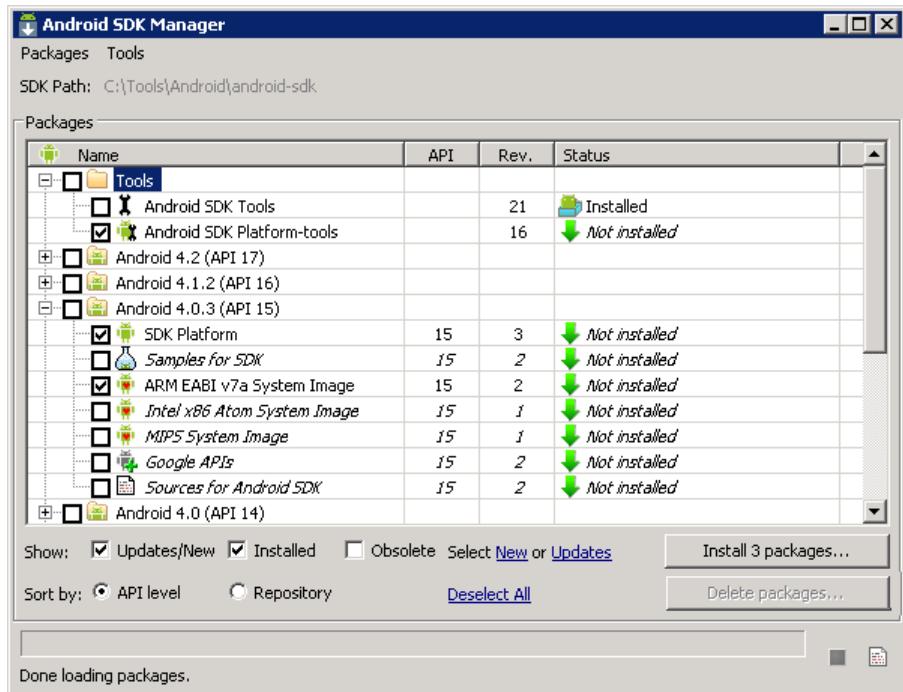 Android SDK Manager
Packages Tools
SDK Path: C:\Tools\Android\android-sdk
Packages
Name API Rev. Status
Tools
Android SDK Tools 21 Installed
Android SDK Platform-tools 16 Not installed
Android 4.2 (API 17)
Android 4.1.2 (API 16)
Android 4.0.3 (API 15)
SDK Platform 15 3 Not installed
Samples for SDK 15 2 Not installed
ARM EABI v7a System Image 15 2 Not installed
Intel x86 Atom System Image 15 1 Not installed
MIPS System Image 15 1 Not installed
Google APIs 15 2 Not installed
Sources for Android SDK 15 2 Not installed
Android 4.0 (API 14)
Show: Updates/New Installed Obsolete Select New or Updates Install 3 packages...
Sort by: API level Repository Deselect All Delete packages...
Done loading packages.